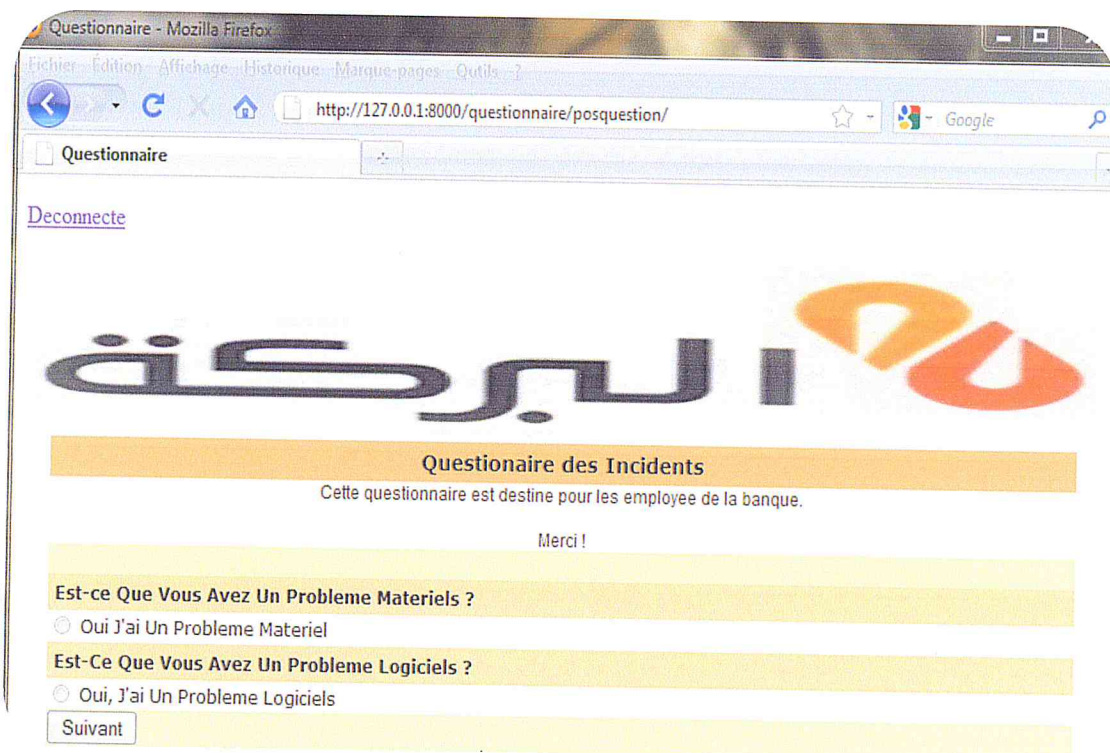 Questionnaire - Mozilla Firefox
Fichier Edition Affichage Historique Marque-pages Outils ?
http://127.0.0.1:8000/questionnaire/posquestion/
Google
Questionnaire
Deconnecte
البركة
Questionaire des Incidents
Cette questionnaire est destine pour les employee de la banque.
Merci !
Est-ce Que Vous Avez Un Probleme Materiels ?
Oui J'ai Un Probleme Materiel
Est-Ce Que Vous Avez Un Probleme Logiciels ?
Oui, J'ai Un Probleme Logiciels
Suivant